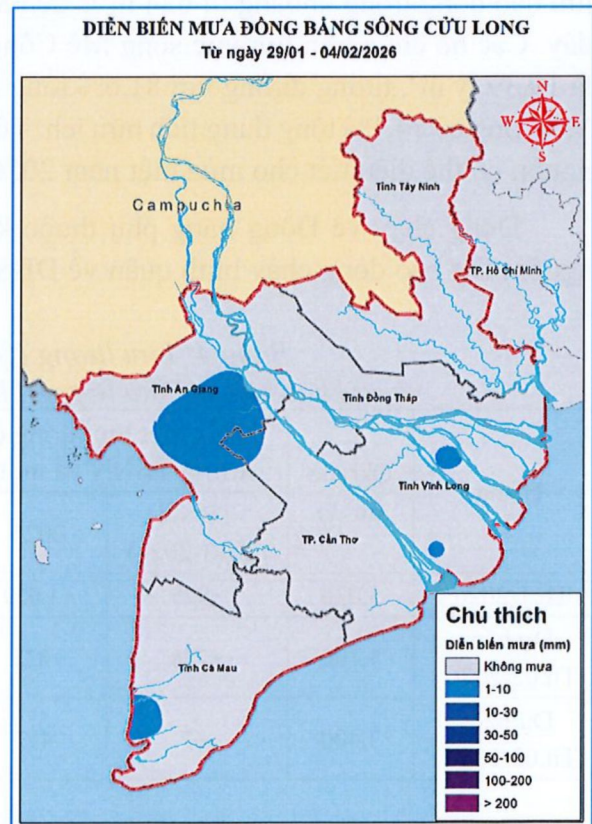 DIỄN BIẾN MƯA ĐỒNG BẰNG SÔNG CỬU LONG
Từ ngày 29/01 - 04/02/2026
N
W E
S
Campuchia
Tỉnh Tây Ninh
TP. Hồ Chí Minh
Tỉnh An Giang
Tỉnh Đồng Tháp
Tỉnh Vĩnh Long
TP. Cần Thơ
Tỉnh Cà Mau
Chú thích
Diễn biến mưa (mm)
Không mưa
1-10
10-30
30-50
50-100
100-200
> 200